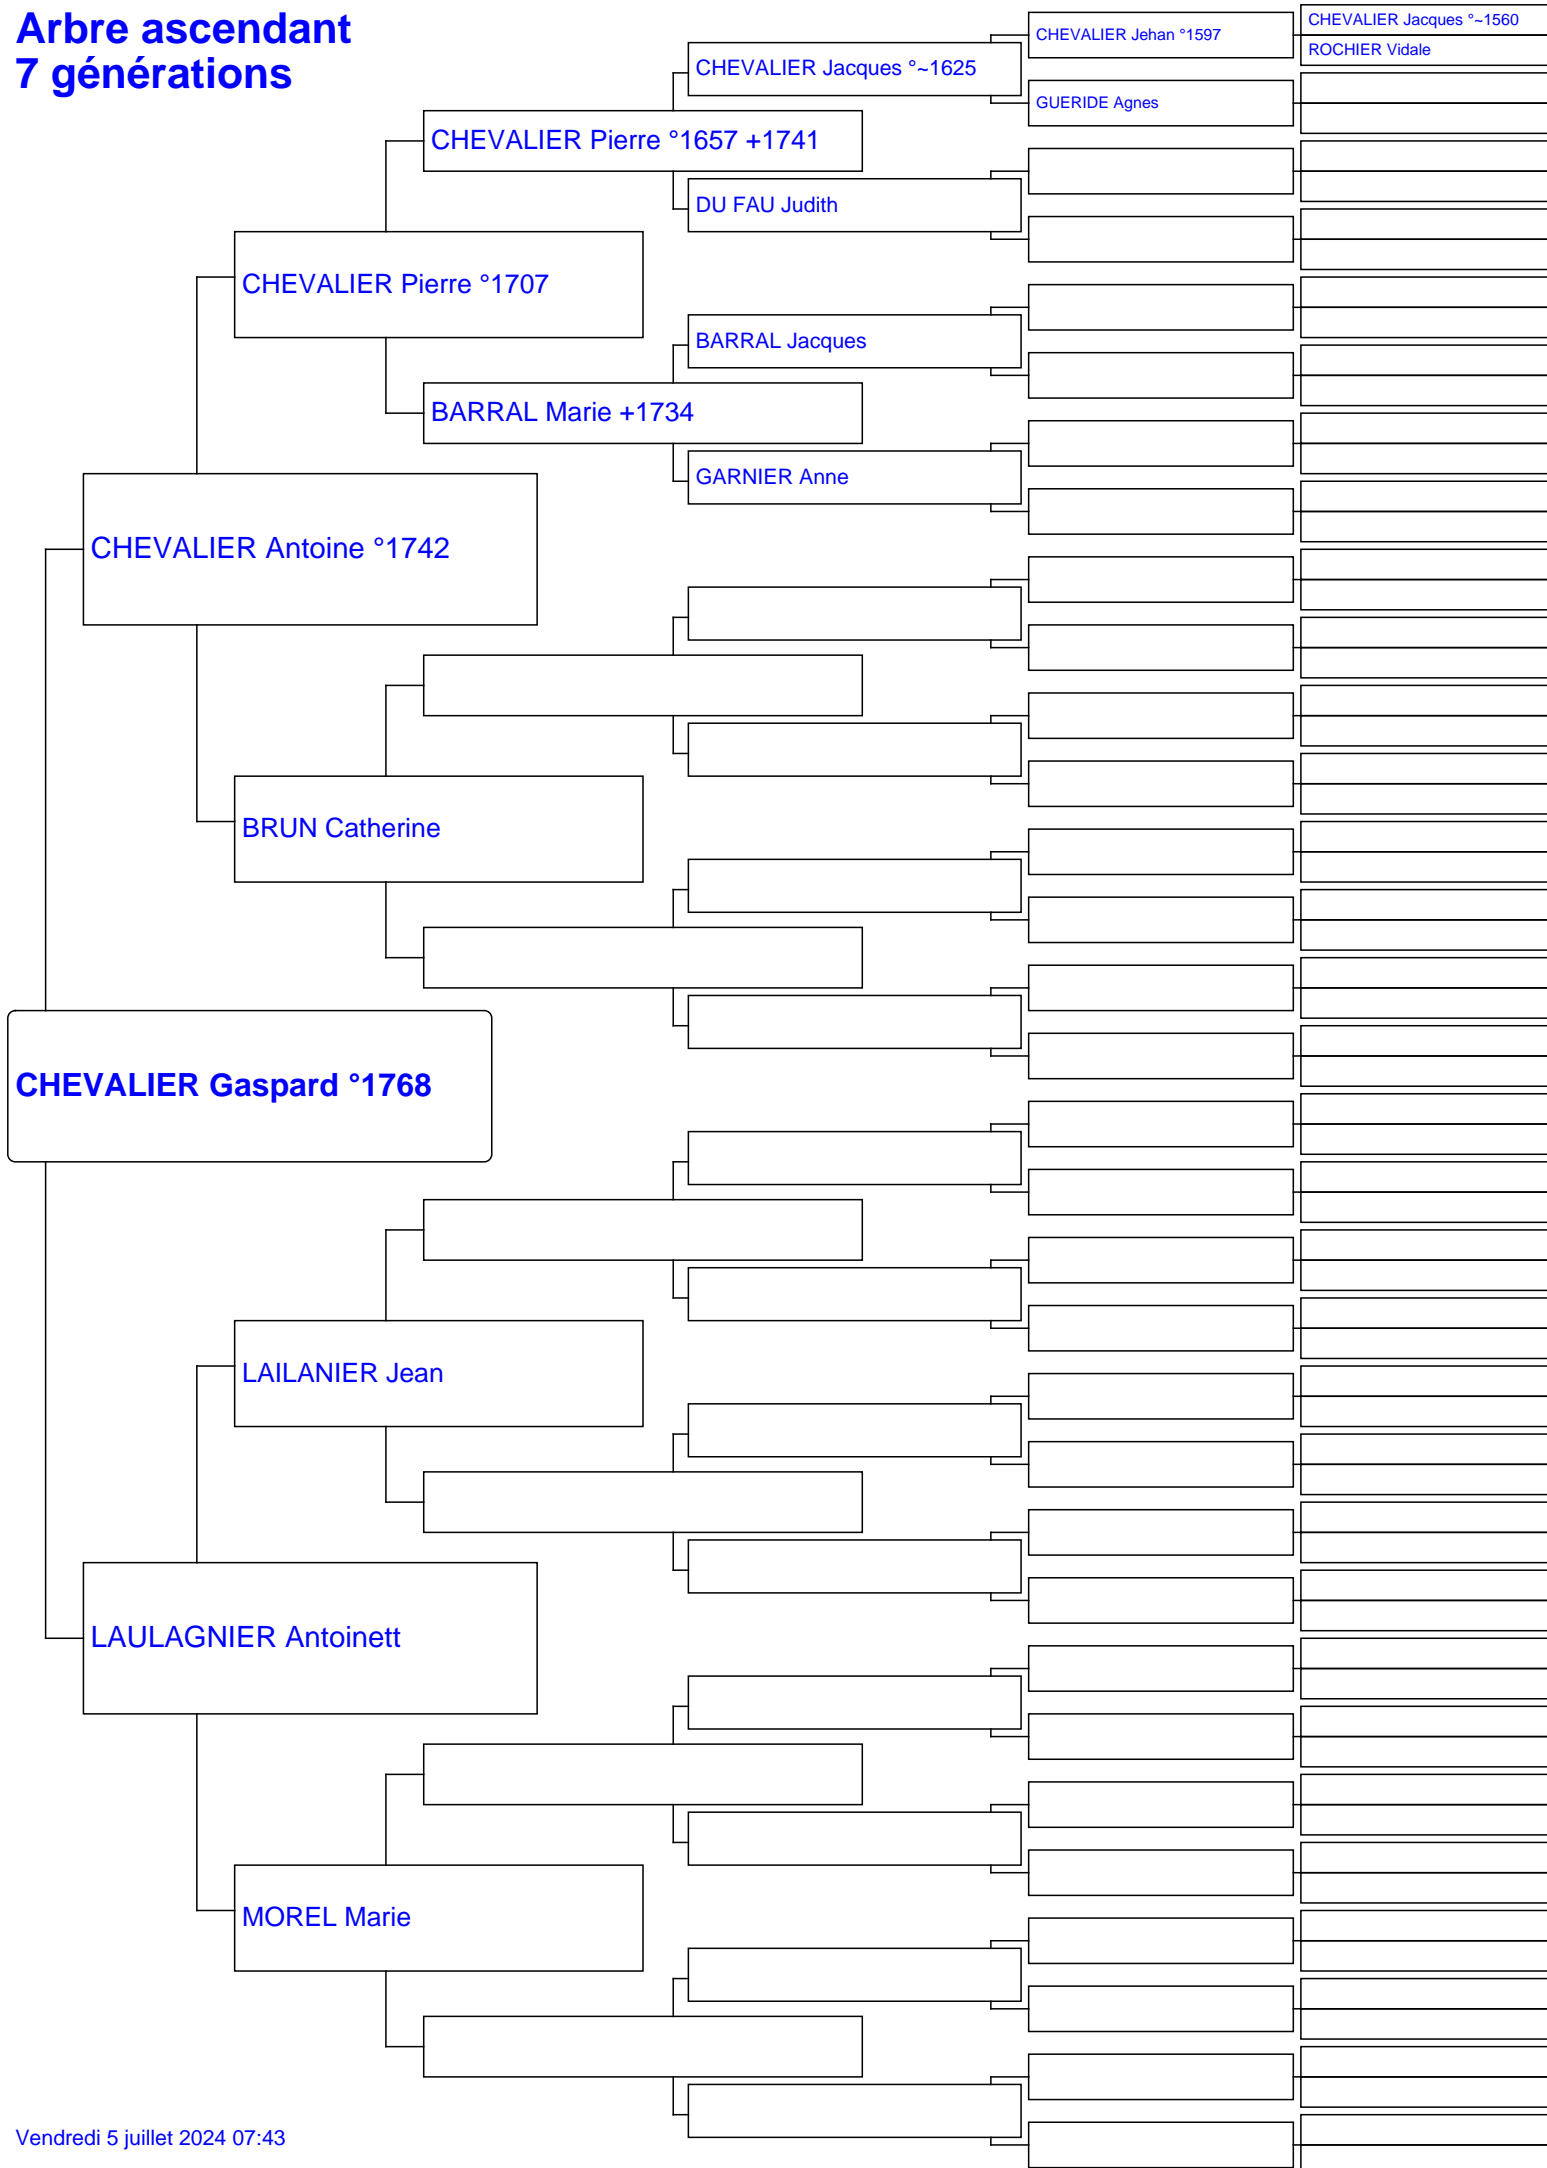 Arbre ascendant
7 générations
CHEVALIER Jacques °~1560
CHEVALIER Jehan °1597
ROCHIER Vidale
CHEVALIER Jacques °~1625
GUERIDE Agnes
CHEVALIER Pierre °1657 +1741
DU FAU Judith
CHEVALIER Pierre °1707
BARRAL Jacques
BARRAL Marie +1734
GARNIER Anne
CHEVALIER Antoine °1742
BRUN Catherine
CHEVALIER Gaspard °1768
LAILANIER Jean
LAULAGNIER Antoinett
MOREL Marie
Vendredi 5 juillet 2024 07:43